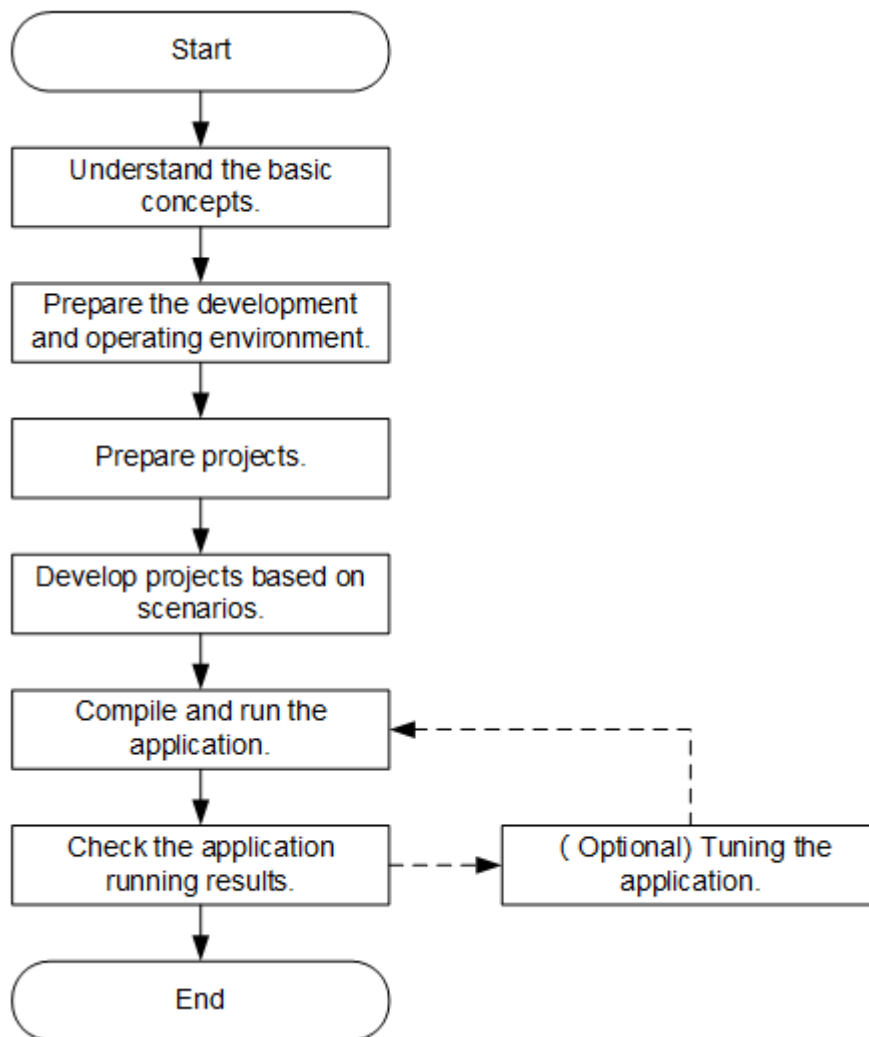 Start
Understand the basic
concepts.
Prepare the development
and operating environment.
Prepare projects.
Develop projects based on
scenarios.
Compile and run the
application.
Check the application
running results.
( Optional) Tuning the
application.
End